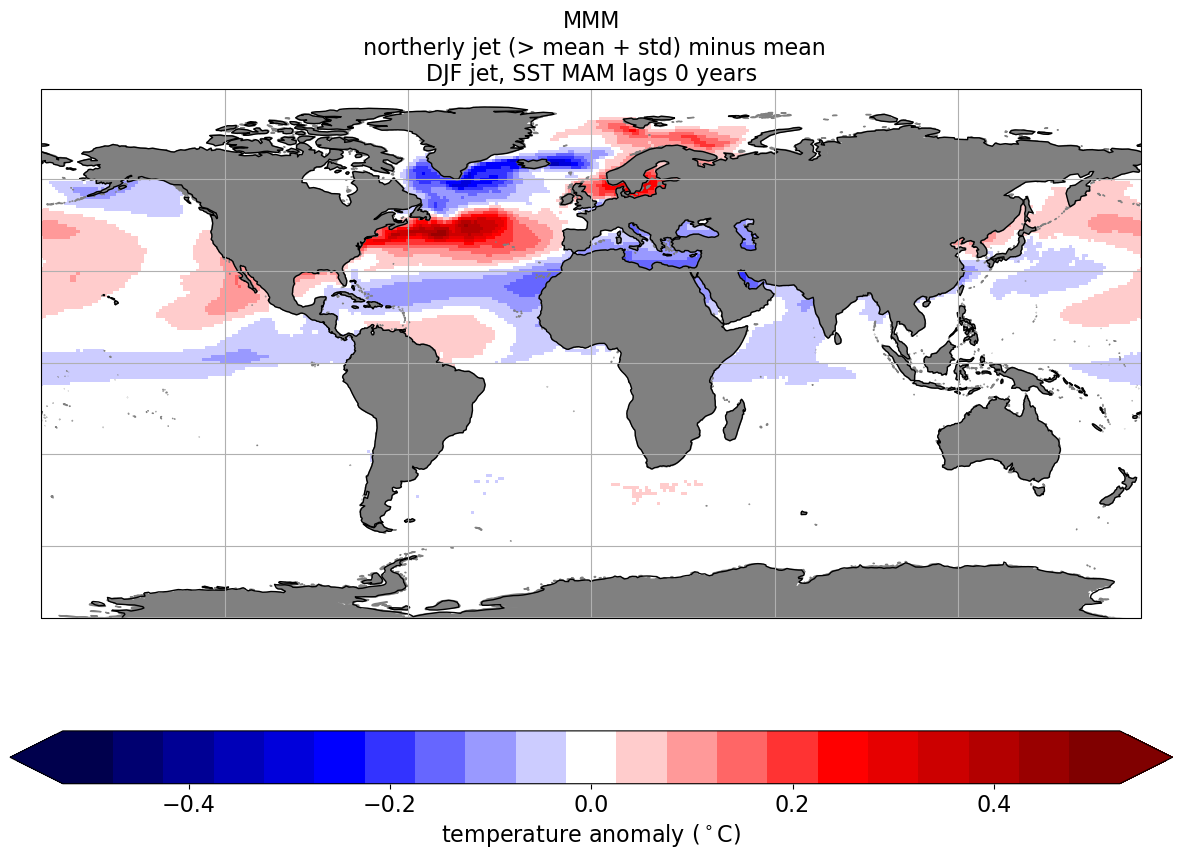 MMM
northerly jet (> mean + std) minus mean
DJF jet, SST MAM lags 0 years
−0.4 −0.2 0.0 0.2 0.4
temperature anomaly (°C)